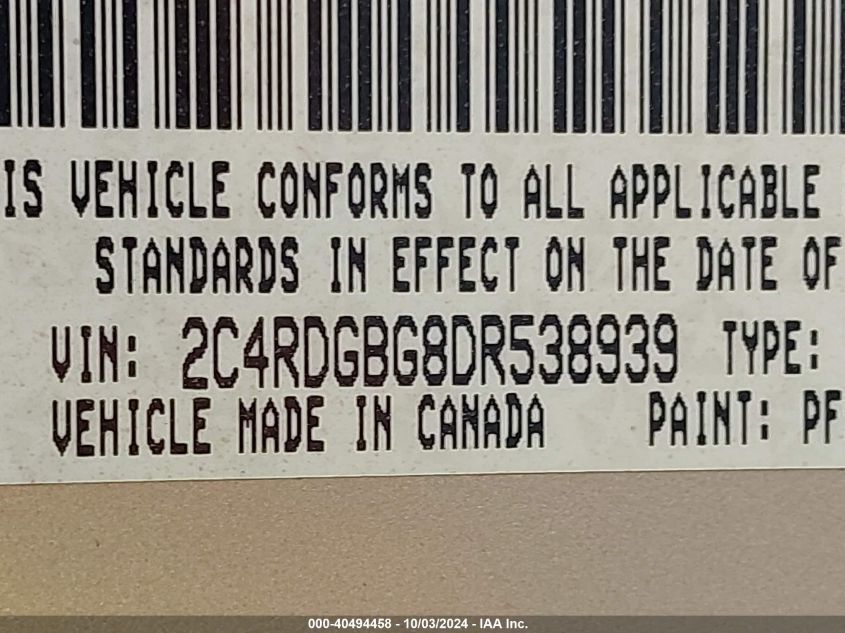 IS VEHICLE CONFORMS TO ALL APPLICABLE
STANDARDS IN EFFECT ON THE DATE OF
VIN: 2C4RDGBG8DR538939 TYPE:
VEHICLE MADE IN CANADA PAINT: PF
000-40494458 - 10/03/2024 - IAA Inc.